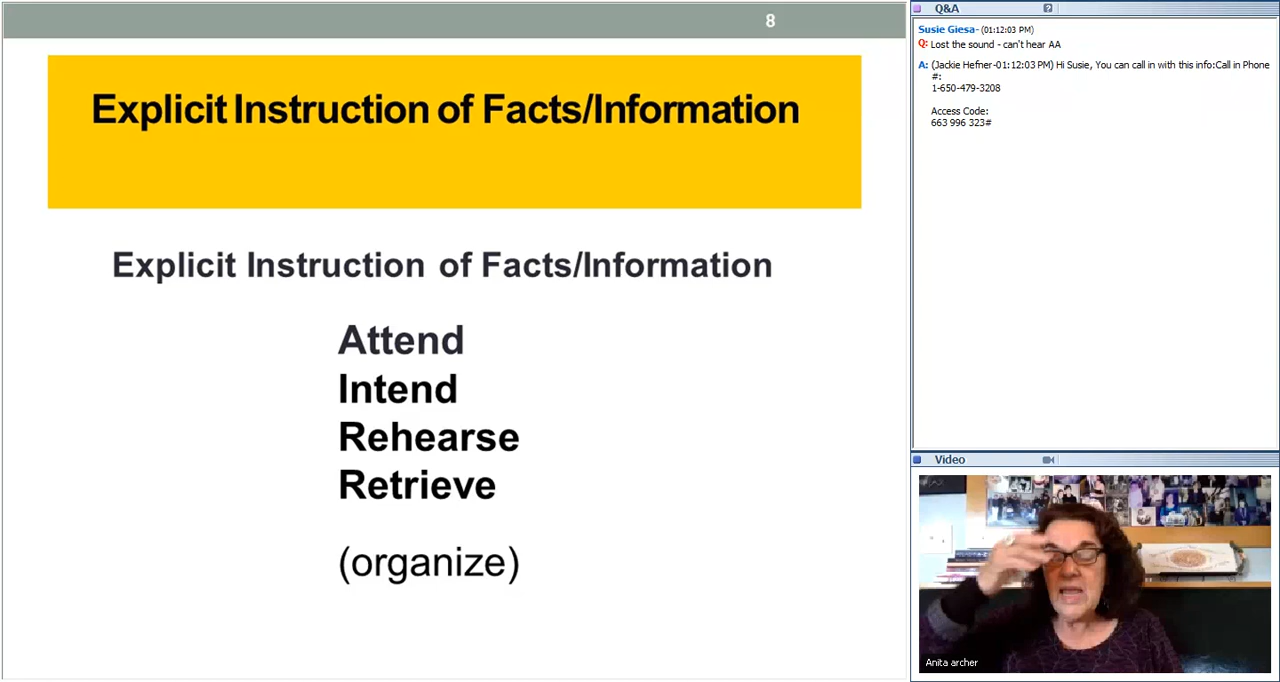 8
Explicit Instruction of Facts/Information
Explicit Instruction of Facts/Information
Attend
Intend
Rehearse
Retrieve
(organize)
Q&A
Susie Giesa- (01:12:03 PM)
Q: Lost the sound - can't hear AA
A: (Jackie Hefner-01:12:03 PM) Hi Susie, You can call in with this info:Call in Phone
#:
1-650-479-3208
Access Code:
663 996 323#
Video
Anita archer